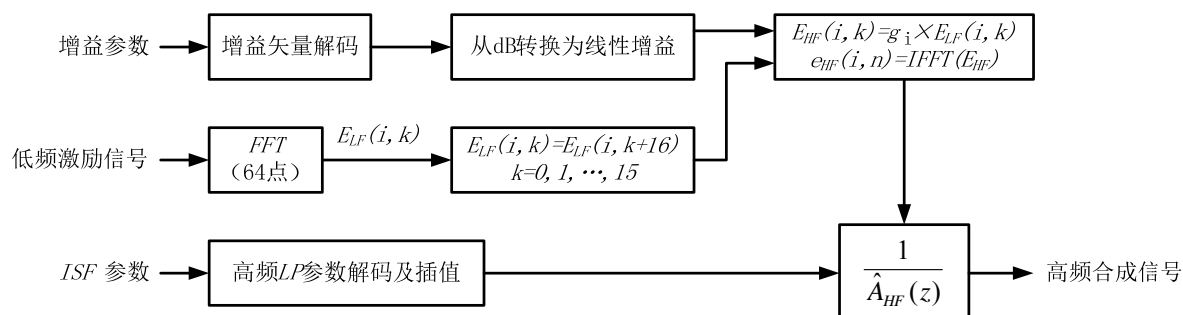 增益参数
增益矢量解码
从dB转换为线性增益
E_HF(i,k)=g_i×E_LF(i,k)
e_HF(i,n)=IFFT(E_HF)
低频激励信号
FFT
（64点）
E_LF(i,k)
E_LF(i,k)=E_LF(i,k+16)
k=0,1,…,15
ISF 参数
高频LP参数解码及插值
1
Â_HF(z)
高频合成信号